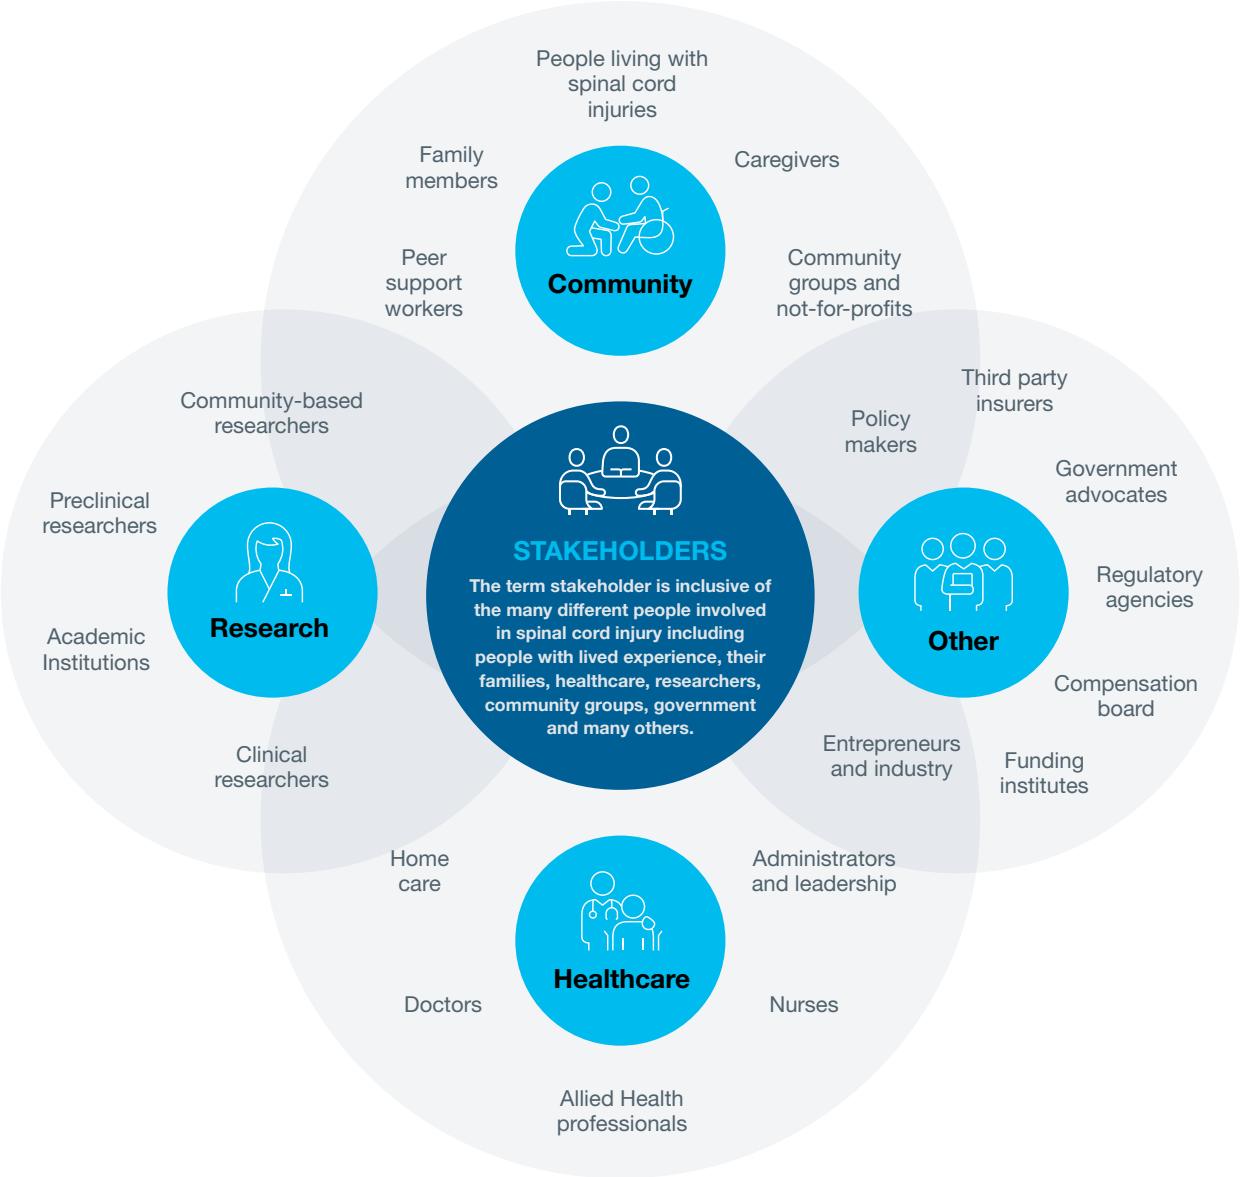 People living with
spinal cord
injuries
Family
members
Caregivers
Peer
support
workers
Community
Community
groups and
not-for-profits
Community-based
researchers
Policy
makers
Third party
insurers
Preclinical
researchers
Government
advocates
Research
Academic
Institutions
Clinical
researchers
STAKEHOLDERS
The term stakeholder is inclusive of
the many different people involved
in spinal cord injury including
people with lived experience, their
families, healthcare, researchers,
community groups, government
and many others.
Other
Regulatory
agencies
Compensation
board
Entrepreneurs
and industry
Funding
institutes
Home
care
Administrators
and leadership
Healthcare
Doctors
Nurses
Allied Health
professionals